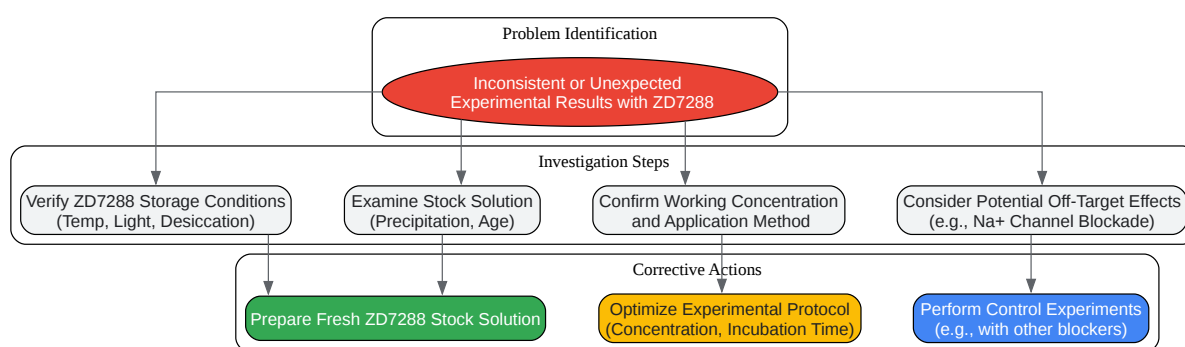 Problem Identification
Inconsistent or Unexpected
Experimental Results with ZD7288
Investigation Steps
Verify ZD7288 Storage Conditions
(Temp, Light, Desiccation)
Examine Stock Solution
(Precipitation, Age)
Confirm Working Concentration
and Application Method
Consider Potential Off-Target Effects
(e.g., Na+ Channel Blockade)
Corrective Actions
Prepare Fresh ZD7288 Stock Solution
Optimize Experimental Protocol
(Concentration, Incubation Time)
Perform Control Experiments
(e.g., with other blockers)